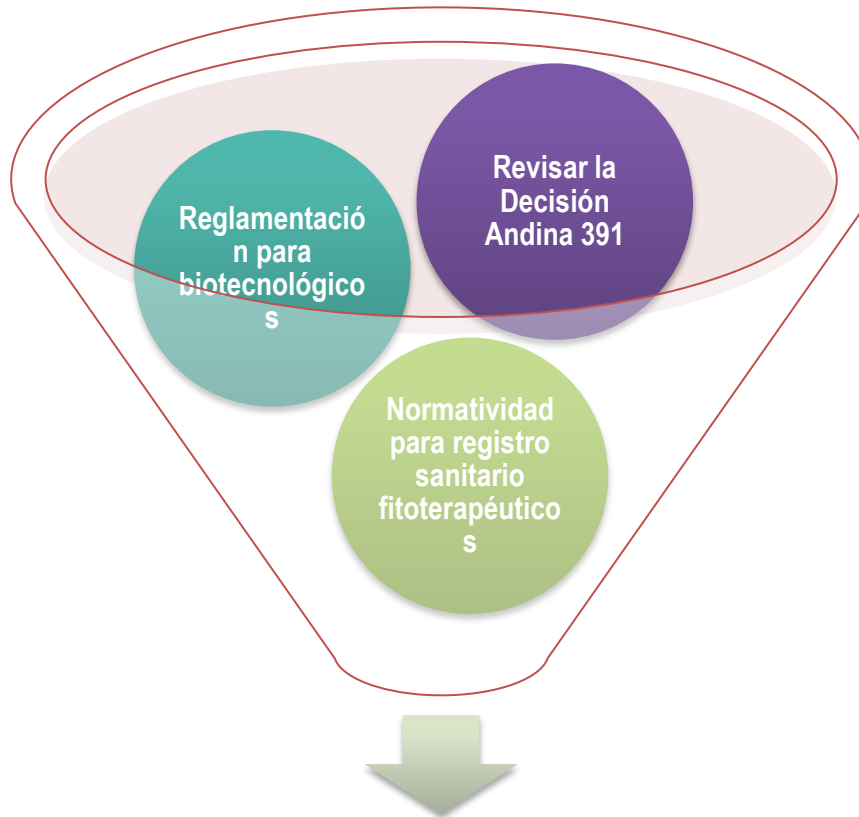 Reglamentació
n para
biotecnológico
s
Revisar la
Decisión
Andina 391
Normatividad
para registro
sanitario
fitoterapéutico
s